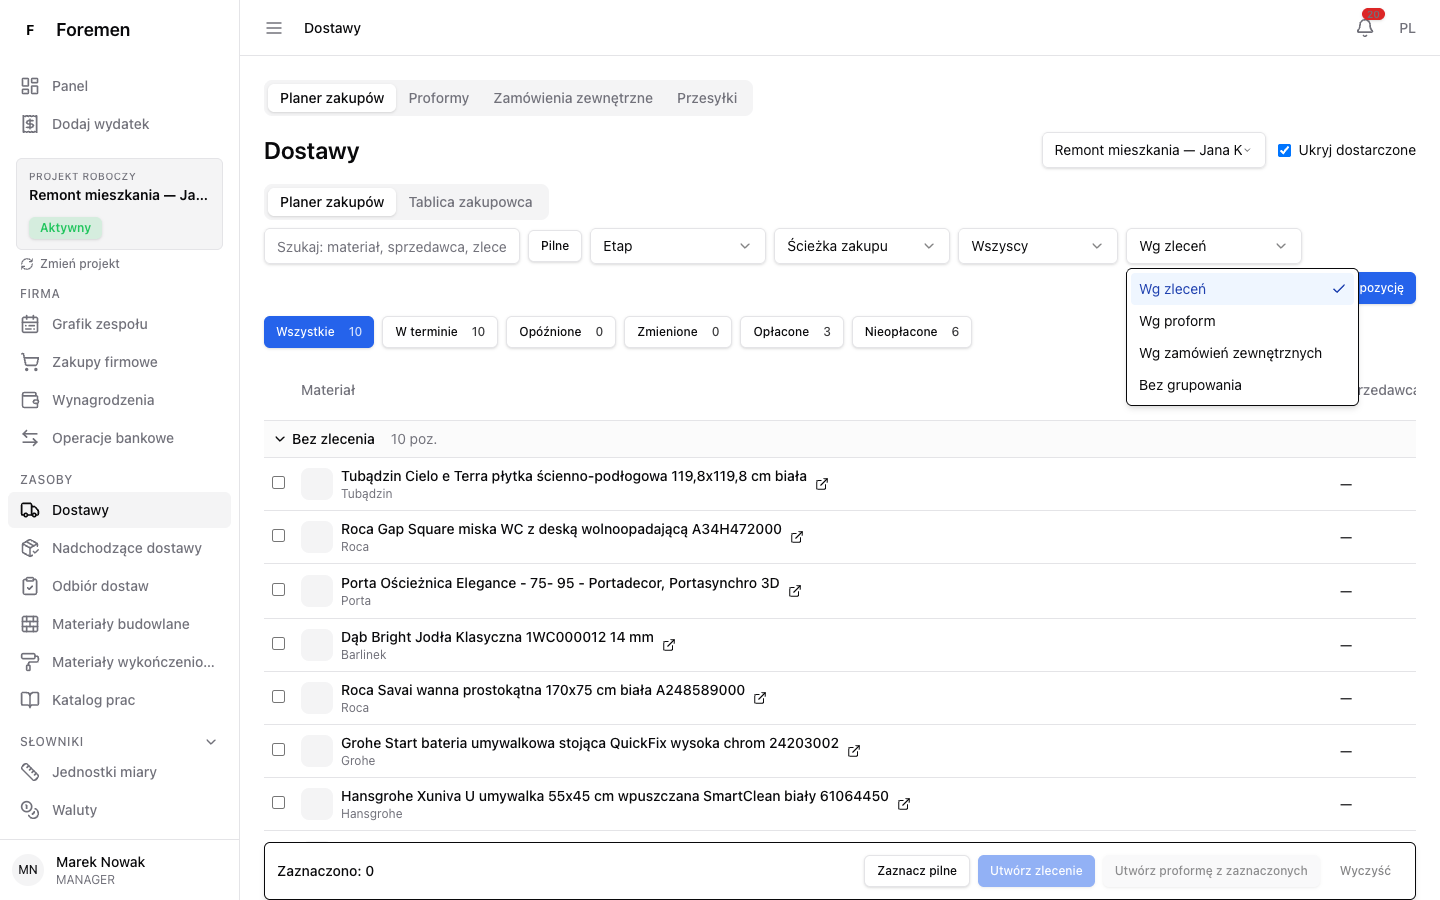 F Foremen
Dostawy
PL
Panel
Dodaj wydatek
PROJEKT ROBOCZY
Remont mieszkania — Ja...
Aktywny
Zmień projekt
FIRMA
Grafik zespołu
Zakupy firmowe
Wynagrodzenia
Operacje bankowe
ZASOBY
Dostawy
Nadchodzące dostawy
Odbiór dostaw
Materiały budowlane
Materiały wykończenio...
Katalog prac
SŁOWNIKI
Jednostki miary
Waluty
MN Marek Nowak
MANAGER
Planer zakupów Proformy Zamówienia zewnętrzne Przesyłki
Dostawy
Remont mieszkania — Jana K
Ukryj dostarczone
Planer zakupów Tablica zakupowca
Szukaj: materiał, sprzedawca, zlece
Pilne
Etap
Ścieżka zakupu
Wszyscy
Wg zleceń
Wg zleceń
Wg proform
Wg zamówień zewnętrznych
Bez grupowania
pozycję
Wszystkie 10
W terminie 10
Opóźnione 0
Zmienione 0
Opłacone 3
Nieopłacone 6
Materiał
rzedawca
Bez zlecenia 10 poz.
Tubądzin Cielo e Terra płytka ścienno-podłogowa 119,8x119,8 cm biała
Tubądzin
—
Roca Gap Square miska WC z deską wolnoopadającą A34H472000
Roca
—
Porta Ościeżnica Elegance - 75- 95 - Portadecor, Portasynchro 3D
Porta
—
Dąb Bright Jodła Klasyczna 1WC000012 14 mm
Barlinek
—
Roca Savai wanna prostokątna 170x75 cm biała A248589000
Roca
—
Grohe Start bateria umywalkowa stojąca QuickFix wysoka chrom 24203002
Grohe
—
Hansgrohe Xuniva U umywalka 55x45 cm wpuszczana SmartClean biały 61064450
Hansgrohe
—
Zaznaczono: 0
Zaznacz pilne
Utwórz zlecenie
Utwórz proformę z zaznaczonych
Wyczyść